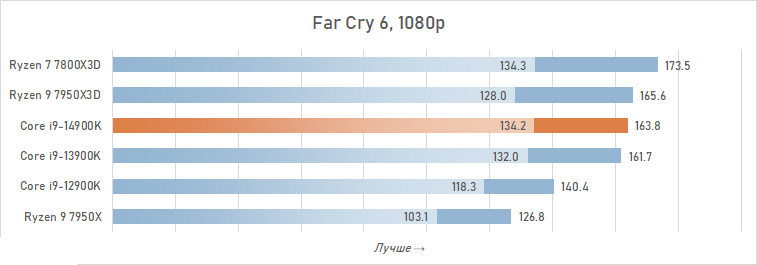 Far Cry 6, 1080p
Ryzen 7 7800X3D 134.3 173.5
Ryzen 9 7950X3D 128.0 165.6
Core i9-14900K 134.2 163.8
Core i9-13900K 132.0 161.7
Core i9-12900K 118.3 140.4
Ryzen 9 7950X 103.1 126.8
Лучше →